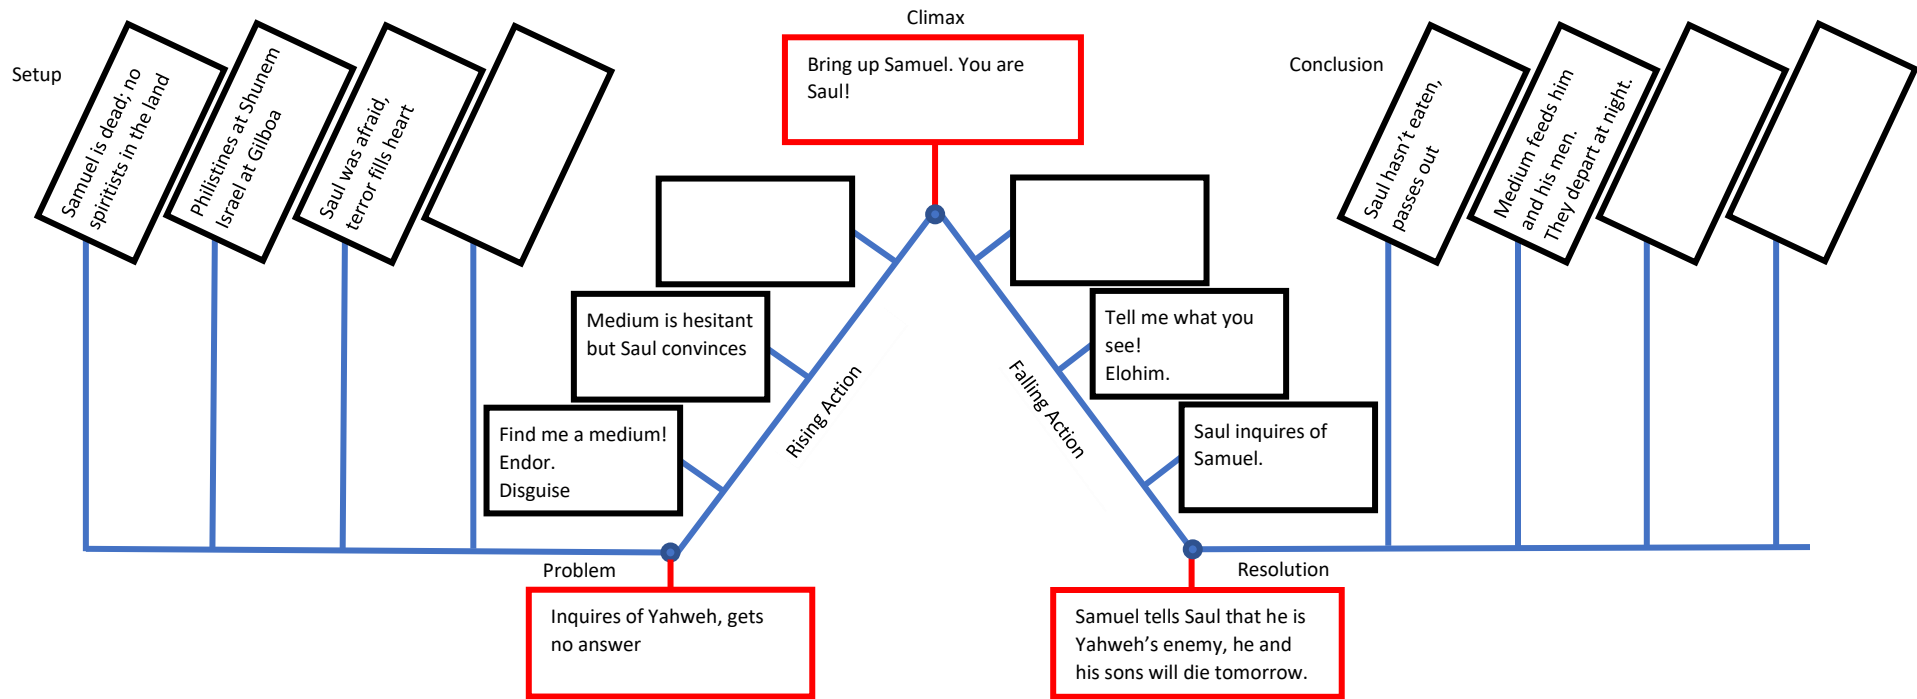 Setup
Samuel is dead; no
spiritists in the land
Philistines at Shunem
Israel at Gilboa
Saul was afraid,
terror fills heart
Problem
Inquires of Yahweh, gets
no answer
Rising Action
Find me a medium!
Endor.
Disguise
Medium is hesitant
but Saul convinces
Climax
Bring up Samuel. You are
Saul!
Falling Action
Tell me what you
see!
Elohim.
Saul inquires of
Samuel.
Resolution
Samuel tells Saul that he is
Yahweh’s enemy, he and
his sons will die tomorrow.
Conclusion
Saul hasn’t eaten,
passes out
Medium feeds him
and his men.
They depart at night.